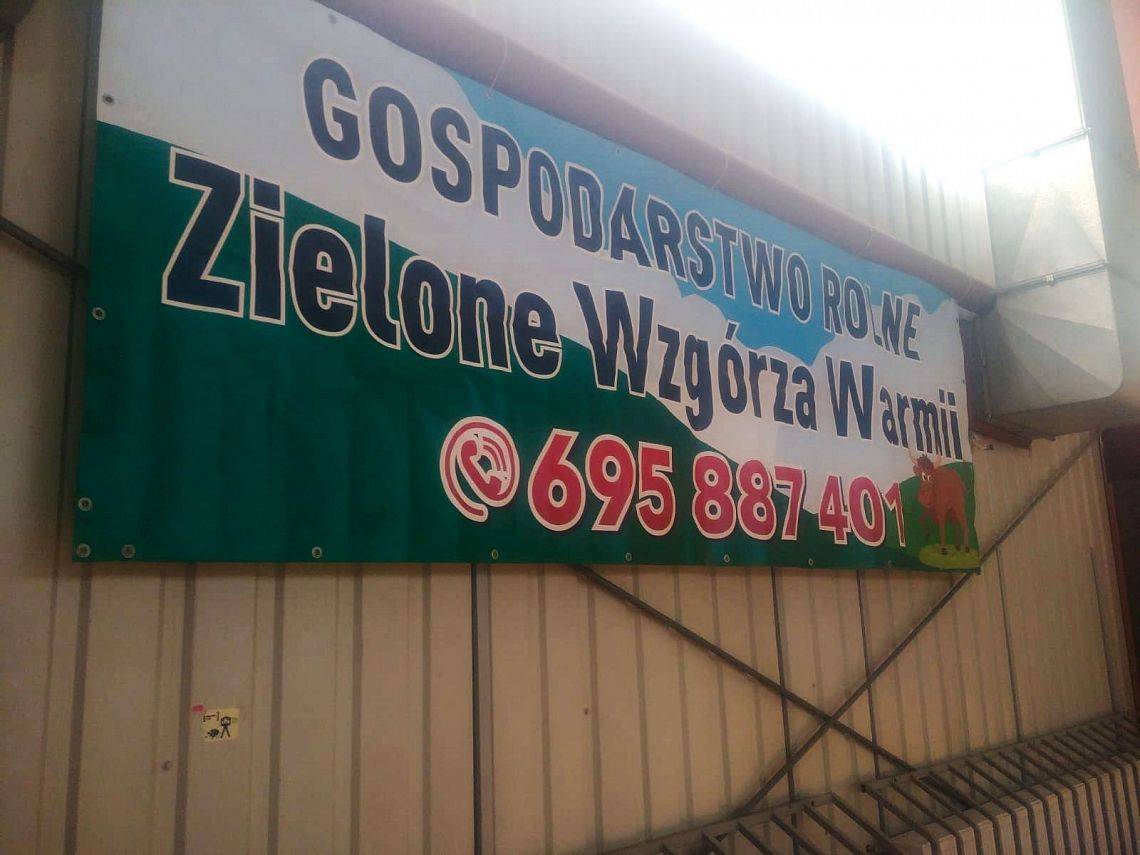 GOSPODARSTWO ROLNE
Zielone Wzgórza Warmii
695 887 401